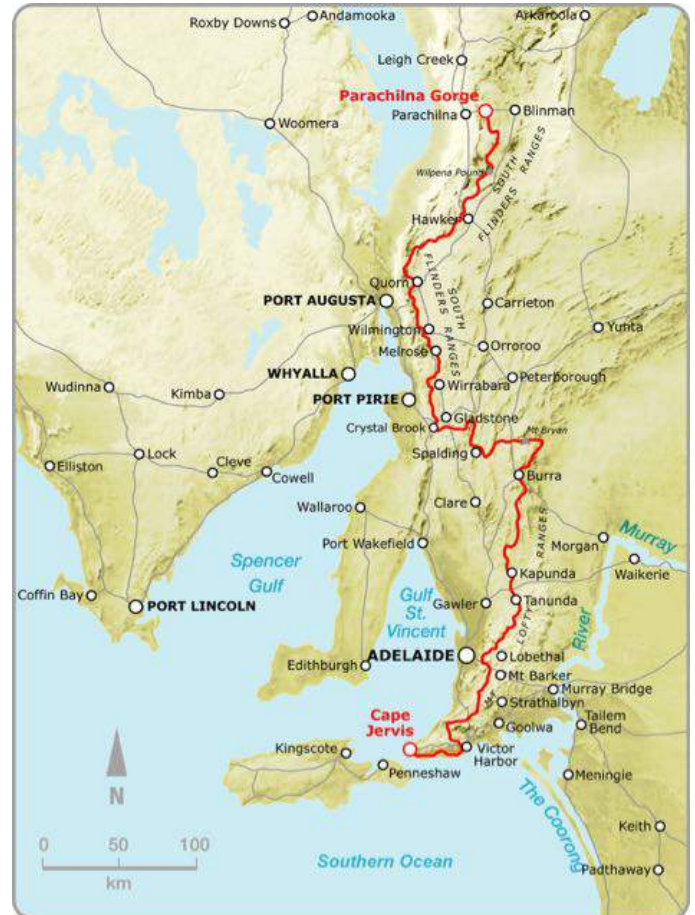 Roxby Downs
Andamooka
Arkaroola
Leigh Creek
Parachilna Gorge
Parachilna
Blinman
Woomera
Wilpena Pound
SOUTH
FLINDERS RANGES
Hawker
Quorn
SOUTH
FLINDERS RANGES
PORT AUGUSTA
Carrieton
Wilmington
Yunta
Melrose
Orroroo
WHYALLA
Wirrabara
Peterborough
Wudinna
Kimba
PORT PIRIE
Gladstone
Crystal Brook
Mt Bryan
Lock
Spalding
Elliston
Cleve
Cowell
Burra
Wallaroo
Clare
RANGES
Port Wakefield
Morgan
Murray
Spencer
Gulf
Kapunda
Waikerie
Coffin Bay
PORT LINCOLN
Gulf
St.
Vincent
Gawler
Tanunda
LOFTY
River
ADELAIDE
Lobethal
Edithburgh
Mt Barker
Murray Bridge
MT
Strathalbyn
Cape
Jervis
Goolwa
Tailem
Bend
Kingscote
Victor
Harbor
Penneshaw
Meningie
N
The Coorong
Keith
0 50 100
km
Southern Ocean
Padthaway